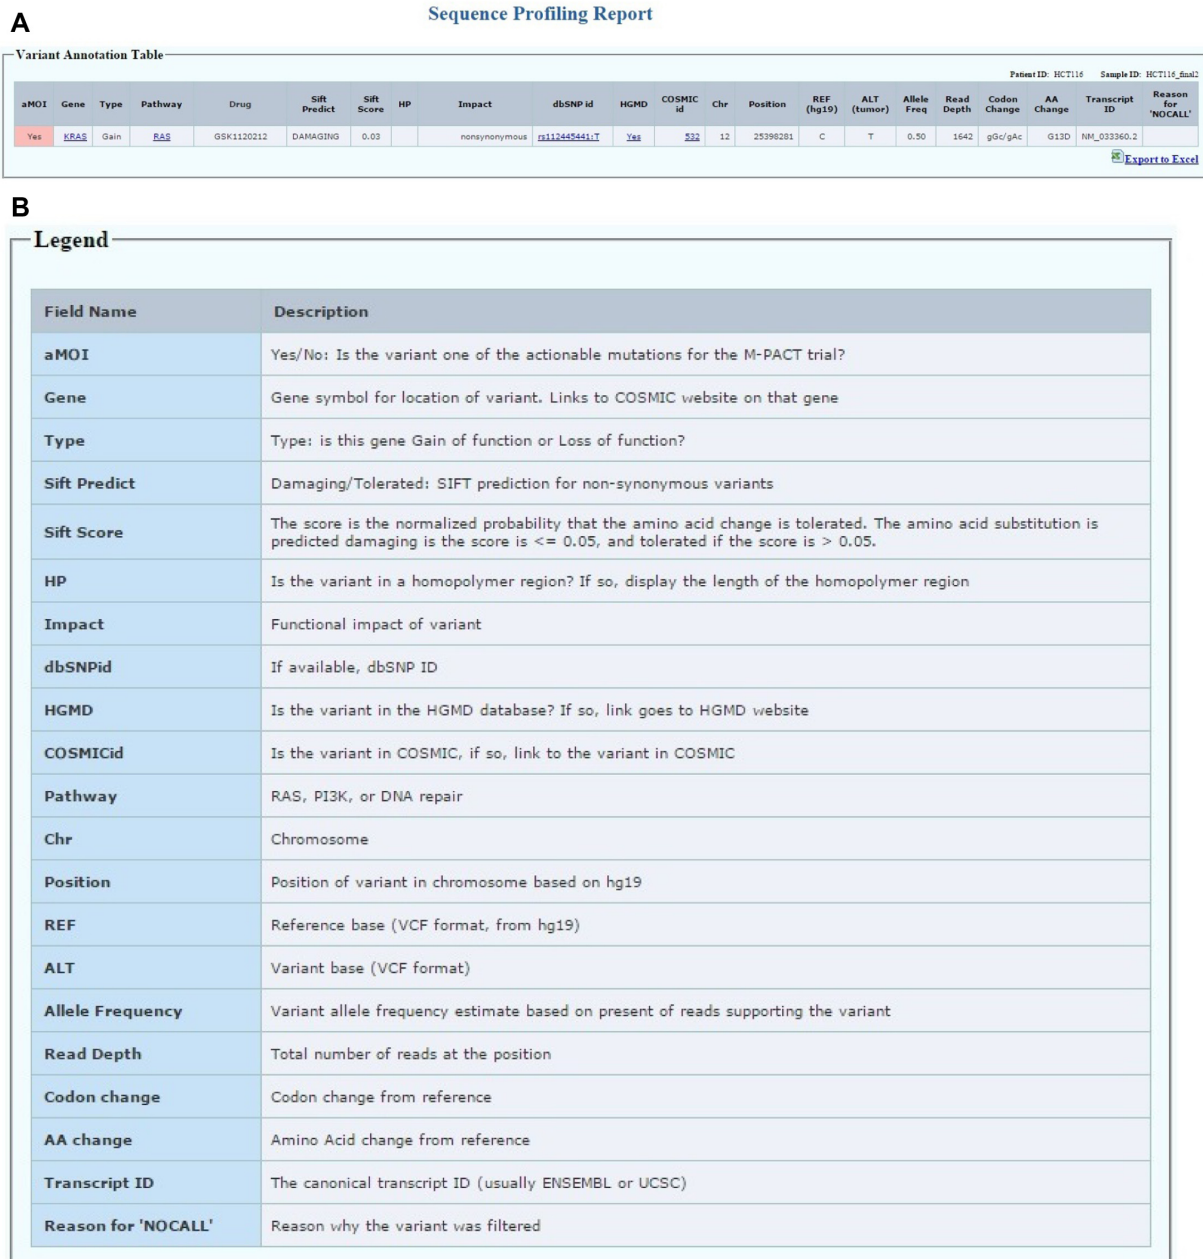 A
Sequence Profiling Report
Variant Annotation Table
Patient ID: HCT116 Sample ID: HCT116_final2
aMOI Gene Type Pathway Drug Sift Predict Sift Score HP Impact dbSNP id HGMD COSMIC id Chr Position REF (hg19) ALT (tumor) Allele Freq Read Depth Codon Change AA Change Transcript ID Reason for 'NOCALL'
Yes KRAS Gain RAS GSK1120212 DAMAGING 0.03 nonsynonymous rs112445441:T Yes 532 12 25398281 C T 0.50 1642 gGc/gAc G13D NM_033360.2
Export to Excel
B
Legend
Field Name Description
aMOI Yes/No: Is the variant one of the actionable mutations for the M-PACT trial?
Gene Gene symbol for location of variant. Links to COSMIC website on that gene
Type Type: is this gene Gain of function or Loss of function?
Sift Predict Damaging/Tolerated: SIFT prediction for non-synonymous variants
Sift Score The score is the normalized probability that the amino acid change is tolerated. The amino acid substitution is
predicted damaging is the score is <= 0.05, and tolerated if the score is > 0.05.
HP Is the variant in a homopolymer region? If so, display the length of the homopolymer region
Impact Functional impact of variant
dbSNPid If available, dbSNP ID
HGMD Is the variant in the HGMD database? If so, link goes to HGMD website
COSMICid Is the variant in COSMIC, if so, link to the variant in COSMIC
Pathway RAS, PI3K, or DNA repair
Chr Chromosome
Position Position of variant in chromosome based on hg19
REF Reference base (VCF format, from hg19)
ALT Variant base (VCF format)
Allele Frequency Variant allele frequency estimate based on present of reads supporting the variant
Read Depth Total number of reads at the position
Codon change Codon change from reference
AA change Amino Acid change from reference
Transcript ID The canonical transcript ID (usually ENSEMBL or UCSC)
Reason for 'NOCALL' Reason why the variant was filtered